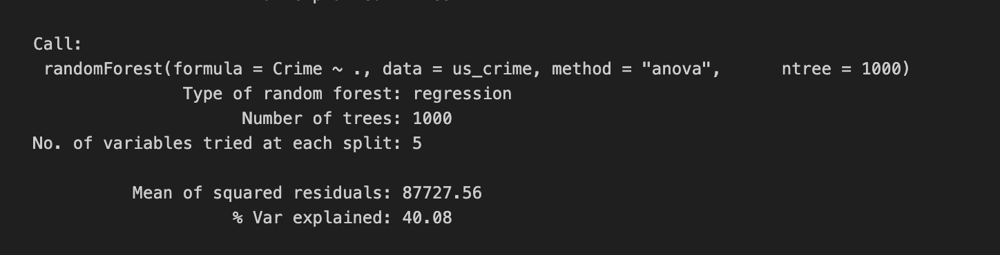 Call:
randomForest(formula = Crime ~ ., data = us_crime, method = "anova", ntree = 1000)
Type of random forest: regression
Number of trees: 1000
No. of variables tried at each split: 5
Mean of squared residuals: 87727.56
% Var explained: 40.08